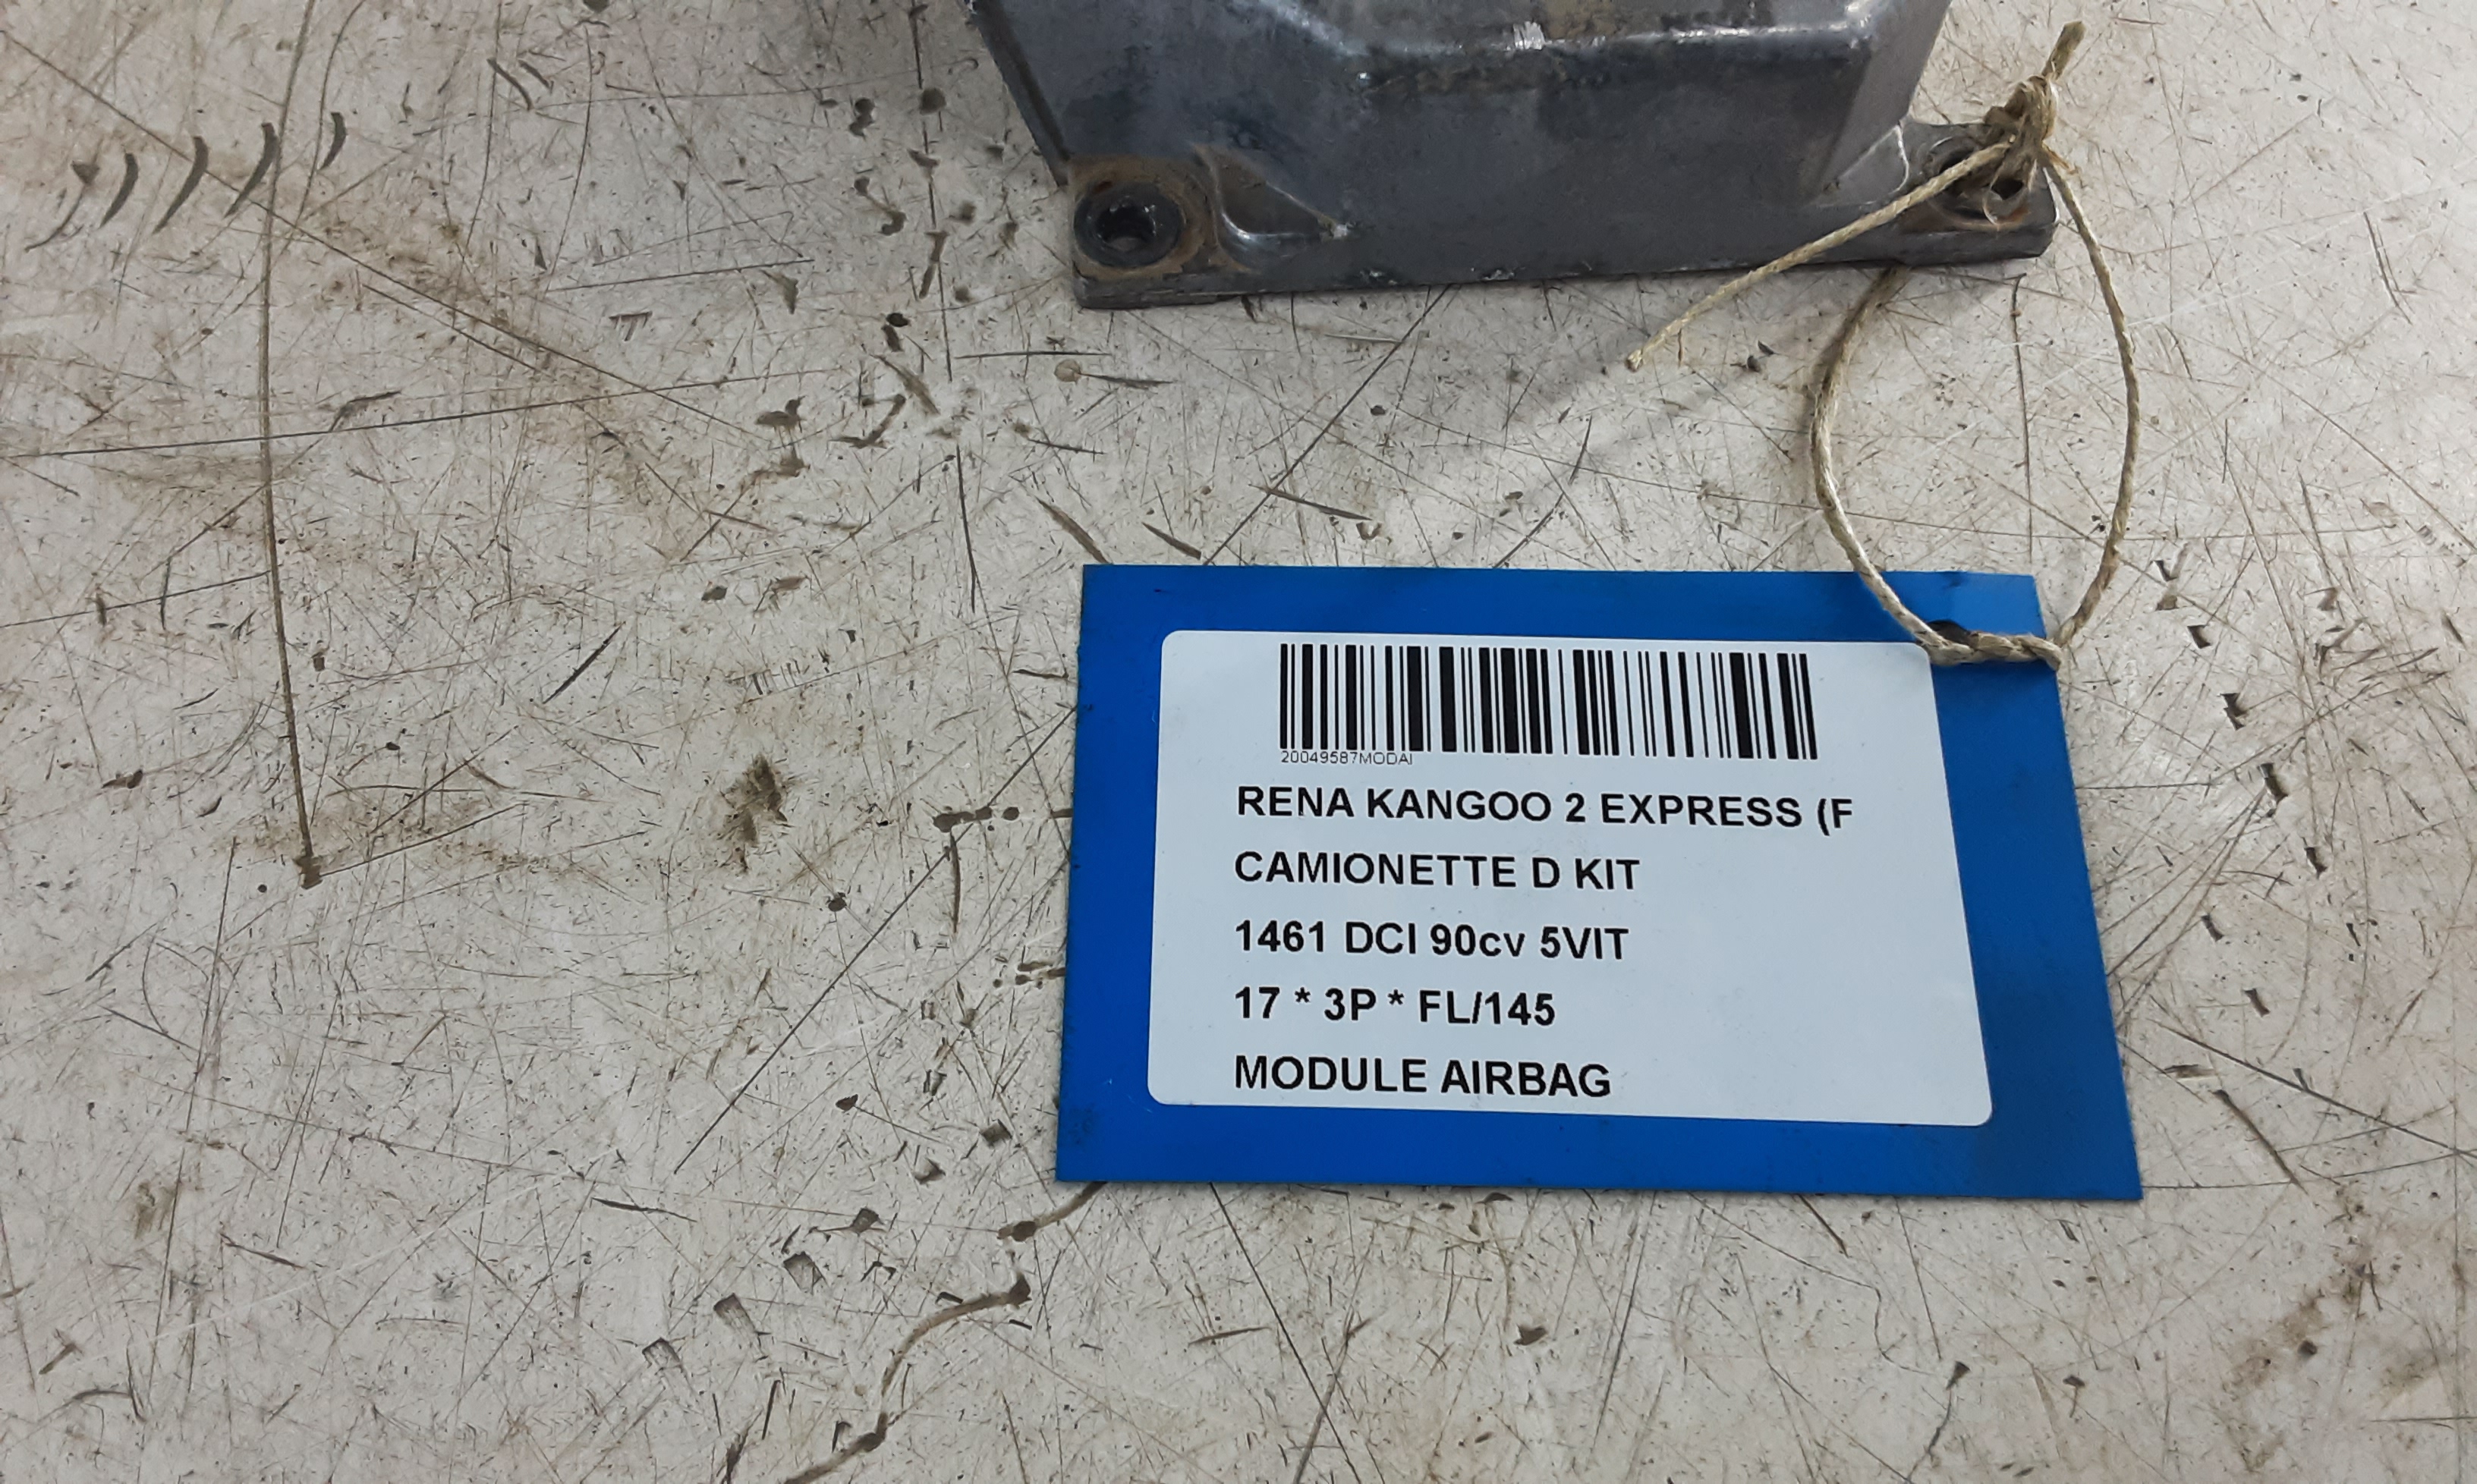 20049587MODAI
RENA KANGOO 2 EXPRESS (F
CAMIONETTE D KIT
1461 DCI 90cv 5VIT
17 * 3P * FL/145
MODULE AIRBAG